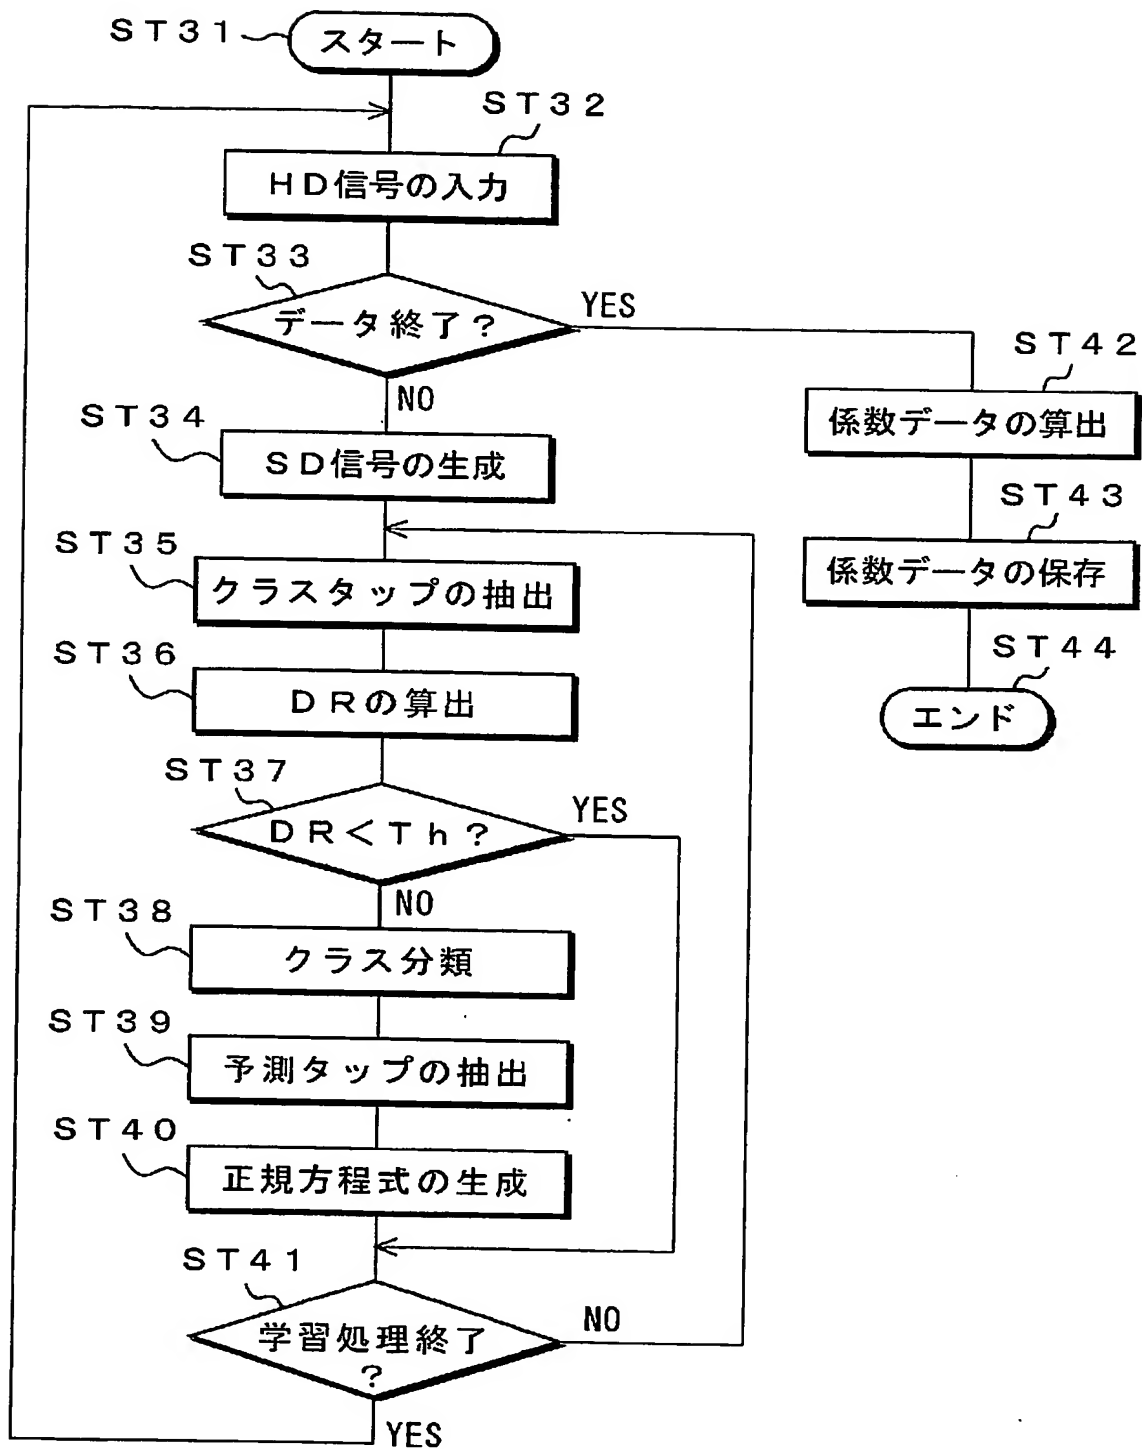 ST31
スタート
ST32
HD信号の入力
ST33
データ終了?
YES
NO
ST34
SD信号の生成
ST35
クラスタップの抽出
ST36
DRの算出
ST37
DR<Th?
YES
NO
ST38
クラス分類
ST39
予測タップの抽出
ST40
正規方程式の生成
ST41
学習処理終了
?
NO
YES
ST42
係数データの算出
ST43
係数データの保存
ST44
エンド